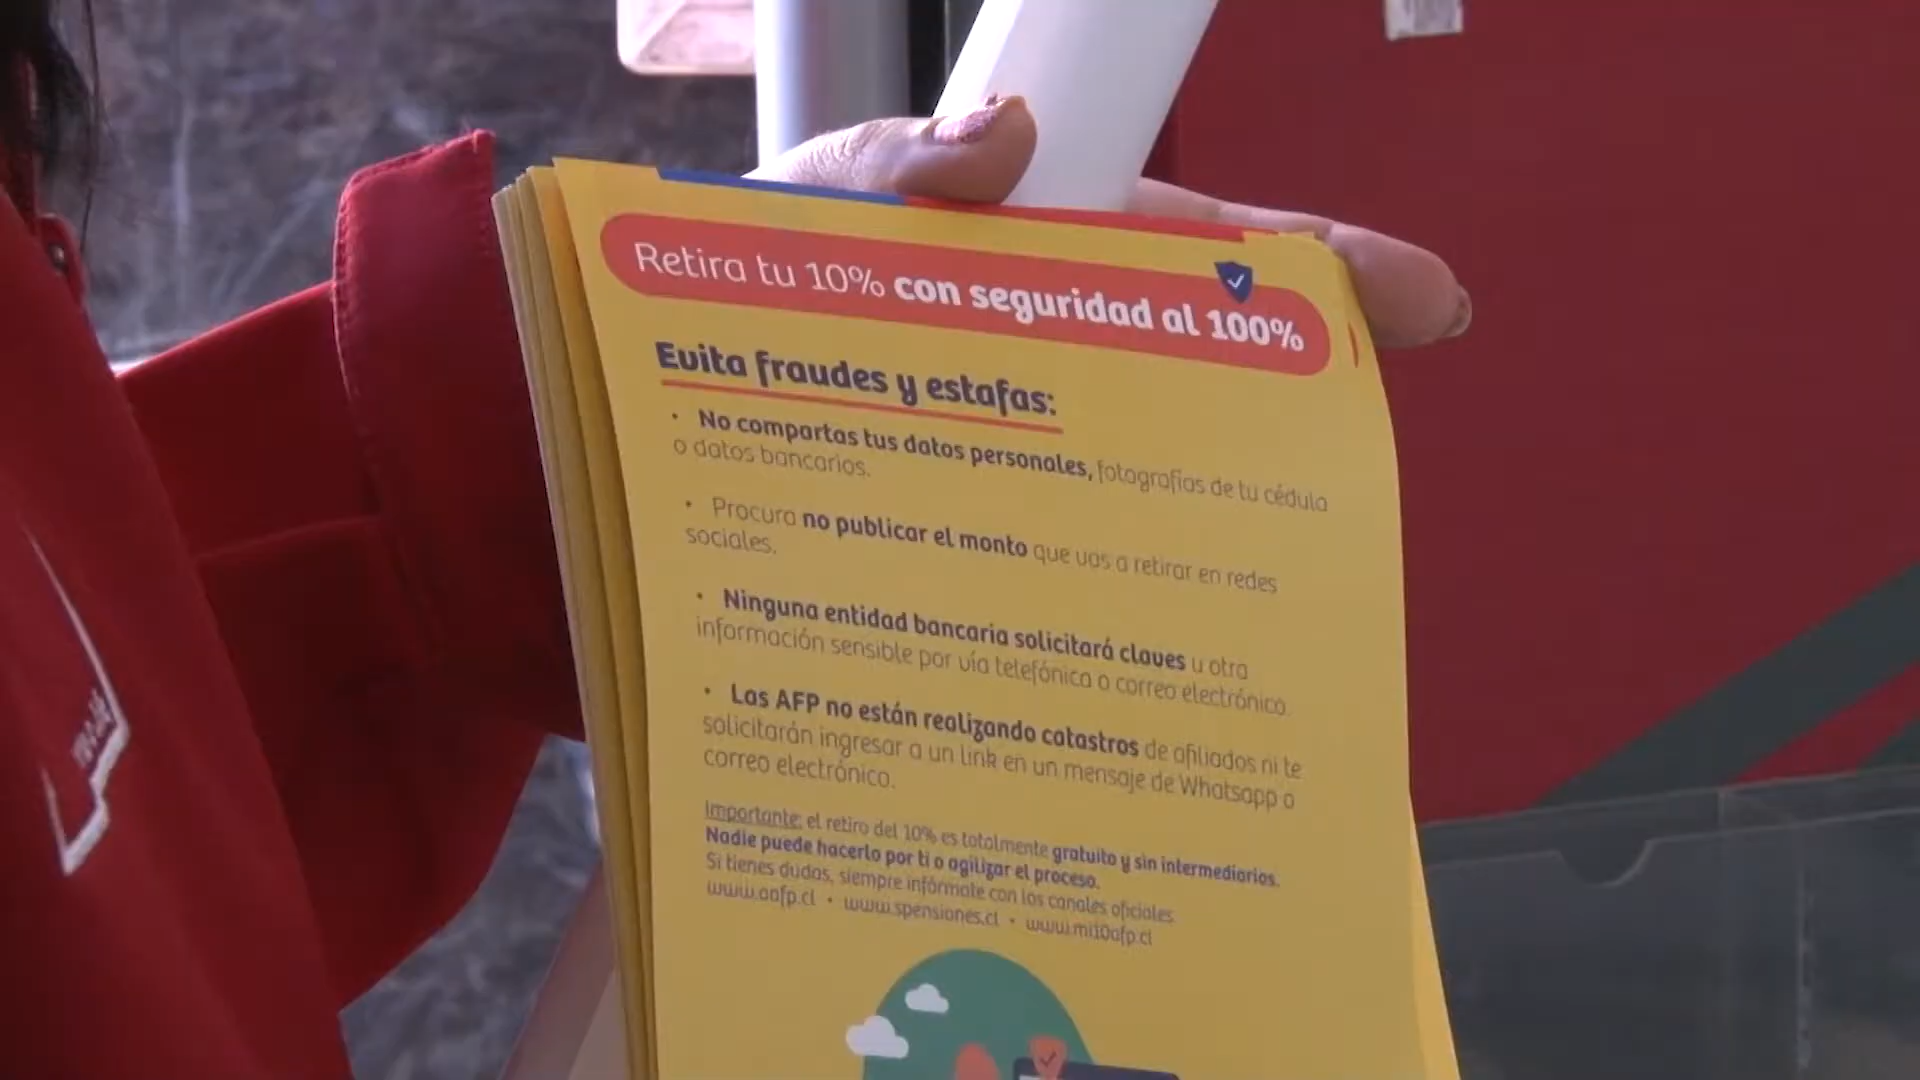 Retira tu 10% con seguridad al 100%
Evita fraudes y estafas:
• No compartas tus datos personales, fotografías de tu cédula
o datos bancarios.
• Procura no publicar el monto que vas a retirar en redes
sociales.
• Ninguna entidad bancaria solicitará claves u otra
información sensible por vía telefónica o correo electrónico.
• Las AFP no están realizando catastros de afiliados ni te
solicitarán ingresar a un link en un mensaje de Whatsapp o
correo electrónico.
Importante: el retiro del 10% es totalmente gratuito y sin intermediarios.
Nadie puede hacerlo por ti o agilizar el proceso.
Si tienes dudas, siempre infórmate con los canales oficiales
www.aafp.cl • www.spensiones.cl • www.mi10afp.cl